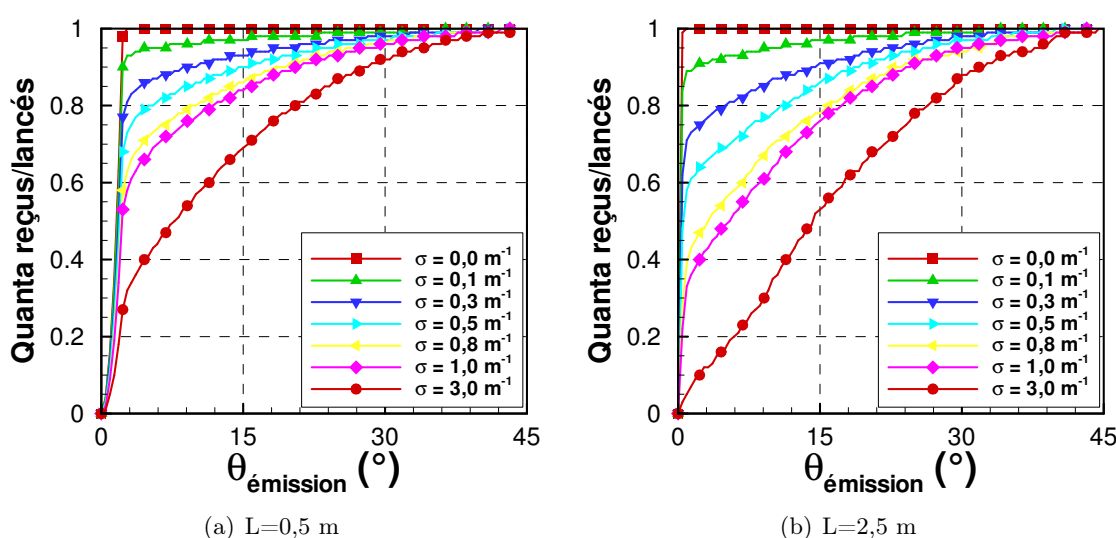 1
0.8
0.6
0.4
0.2
0
Quanta reçus/lancés
σ = 0,0 m⁻¹
σ = 0,1 m⁻¹
σ = 0,3 m⁻¹
σ = 0,5 m⁻¹
σ = 0,8 m⁻¹
σ = 1,0 m⁻¹
σ = 3,0 m⁻¹
0 15 30 45
θémission (°)
(a) L=0,5 m
1
0.8
0.6
0.4
0.2
0
Quanta reçus/lancés
σ = 0,0 m⁻¹
σ = 0,1 m⁻¹
σ = 0,3 m⁻¹
σ = 0,5 m⁻¹
σ = 0,8 m⁻¹
σ = 1,0 m⁻¹
σ = 3,0 m⁻¹
0 15 30 45
θémission (°)
(b) L=2,5 m